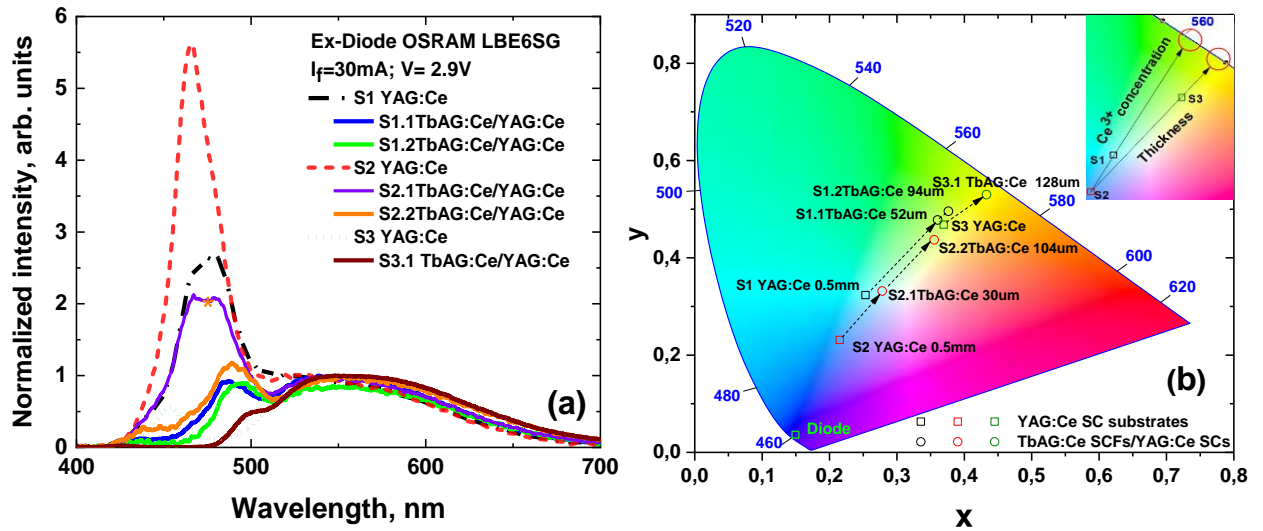 Normalized intensity, arb. units
6
5
4
3
2
1
0
400
500
600
700
Wavelength, nm
Ex-Diode OSRAM LBE6SG
If=30mA; V= 2.9V
S1 YAG:Ce
S1.1TbAG:Ce/YAG:Ce
S1.2TbAG:Ce/YAG:Ce
S2 YAG:Ce
S2.1TbAG:Ce/YAG:Ce
S2.2TbAG:Ce/YAG:Ce
S3 YAG:Ce
S3.1 TbAG:Ce/YAG:Ce
(a)
y
0,8
0,6
0,4
0,2
0,0
0,0
0,1
0,2
0,3
0,4
0,5
0,6
0,7
0,8
x
520
540
560
500
580
600
620
480
460
S1.2TbAG:Ce 94um
S3.1 TbAG:Ce 128um
S1.1TbAG:Ce 52um
S3 YAG:Ce
S2.2TbAG:Ce 104um
S1 YAG:Ce 0.5mm
S2.1TbAG:Ce 30um
S2 YAG:Ce 0.5mm
Diode
(b)
YAG:Ce SC substrates
TbAG:Ce SCFs/YAG:Ce SCs
560
Ce3+ concentration
Thickness
S3
S1
S2